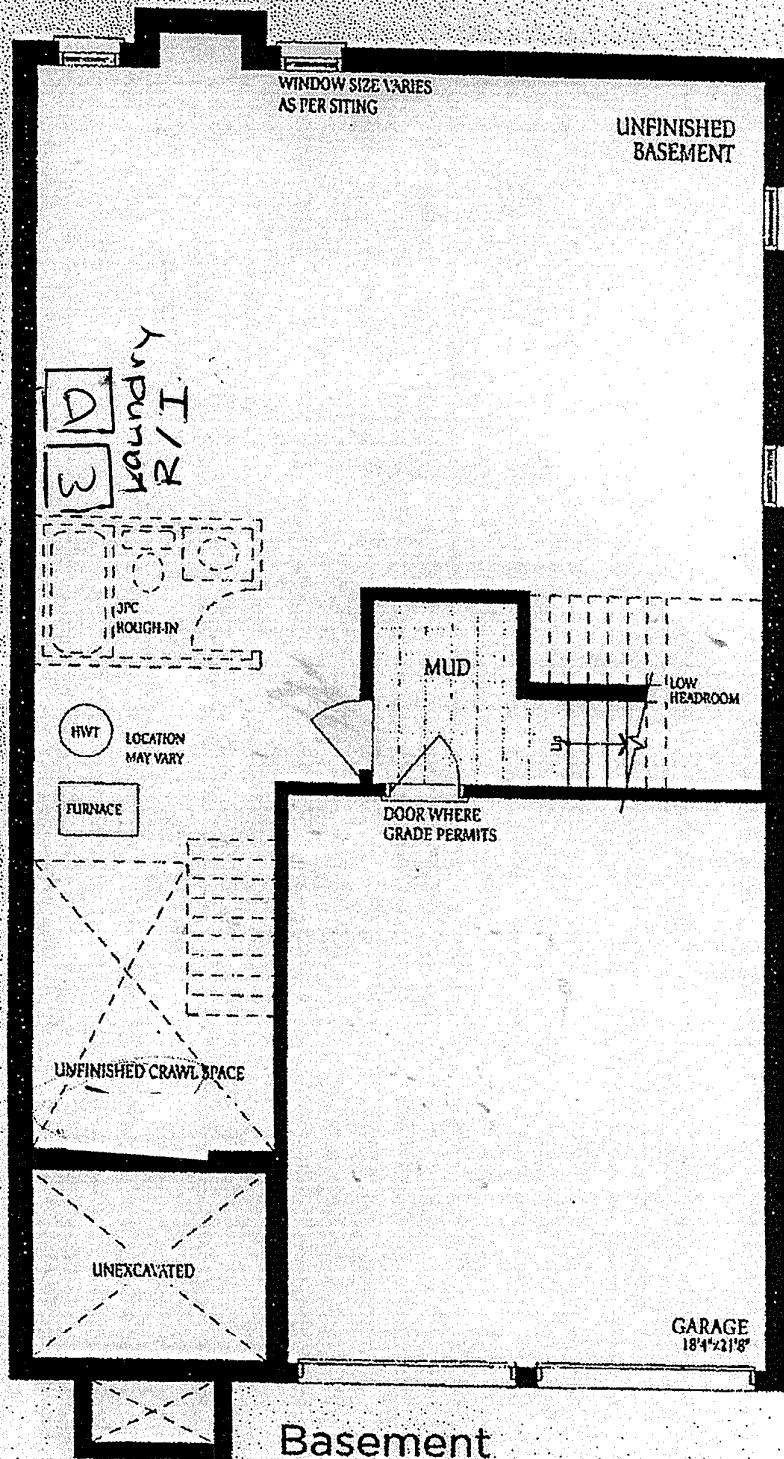 WINDOW SIZE VARIES
AS PER SITING
UNFINISHED
BASEMENT
D
W
Laundry
R/I.
3PC
ROUGH-IN
MUD
LOW
HEADROOM
UP
HWT
LOCATION
MAY VARY
FURNACE
DOOR WHERE
GRADE PERMITS
UNFINISHED CRAWL SPACE
UNEXCAVATED
GARAGE
18'4"x21'8"
Basement